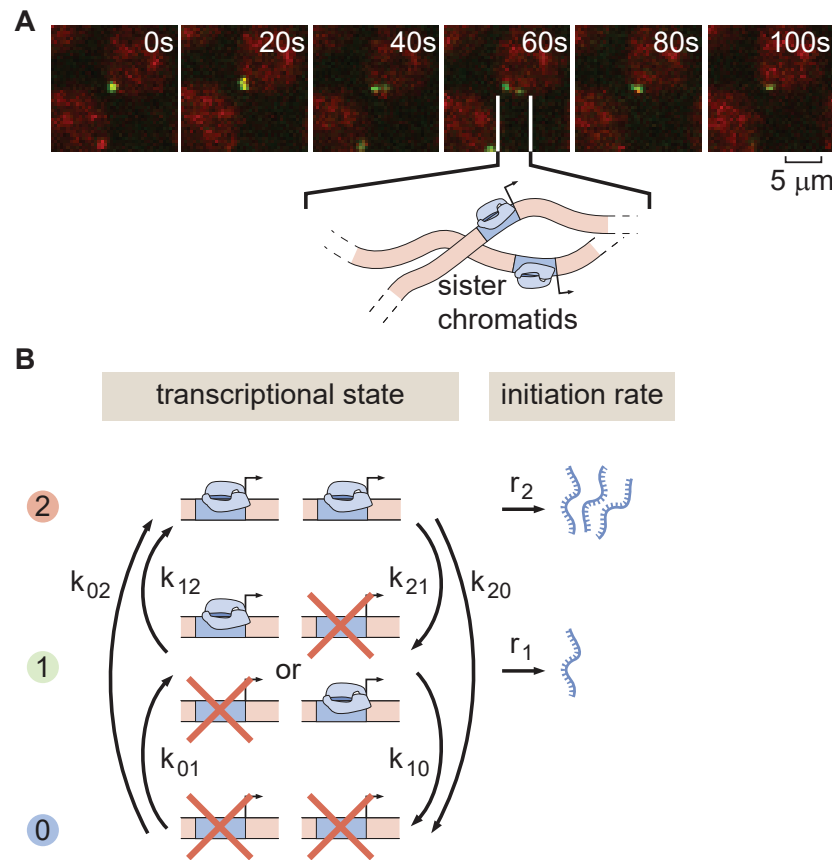 A
0s 20s 40s 60s 80s 100s
5 μm
sister
chromatids
B
transcriptional state initiation rate
2
r2
k02 k12 k21 k20
1
or
r1
k01 k10
0